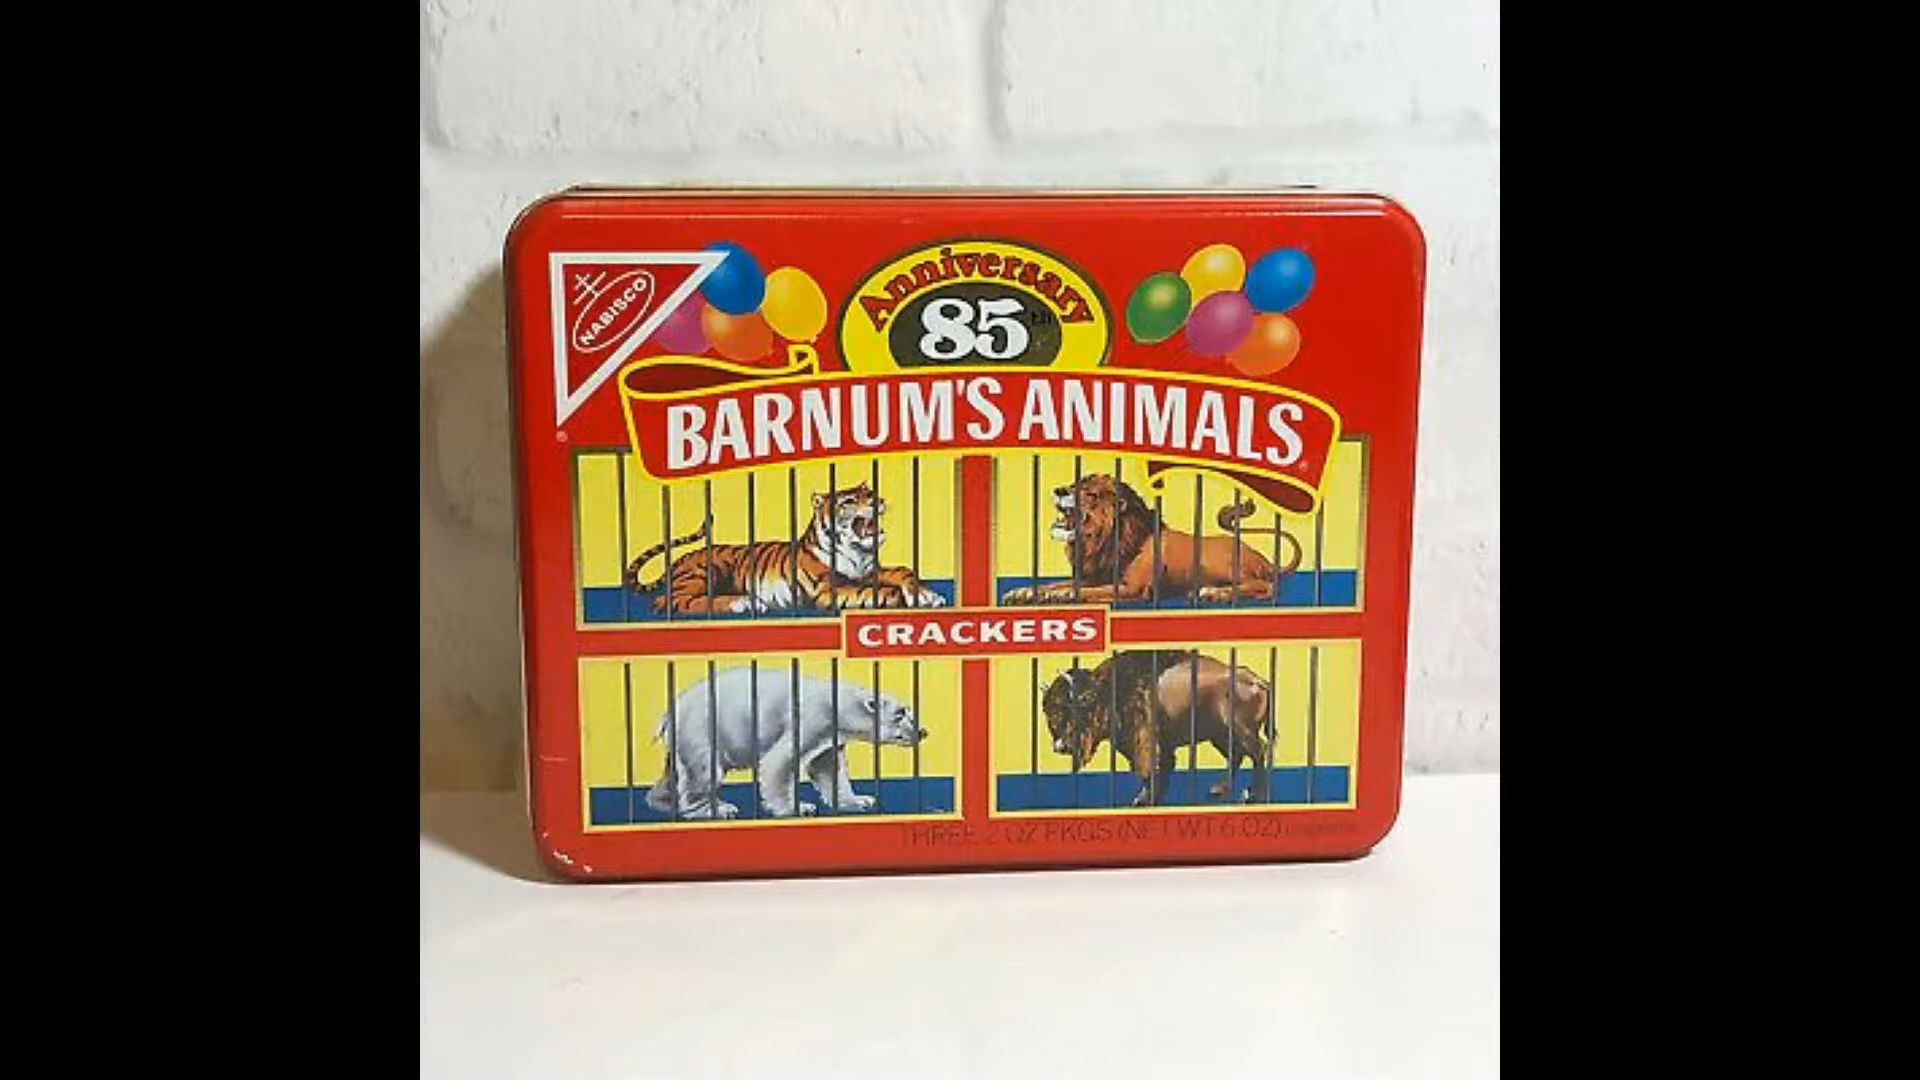 NABISCO
Anniversary
85th
BARNUM'S ANIMALS
CRACKERS
THREE 2 OZ PKGS (NET WT 6 OZ)